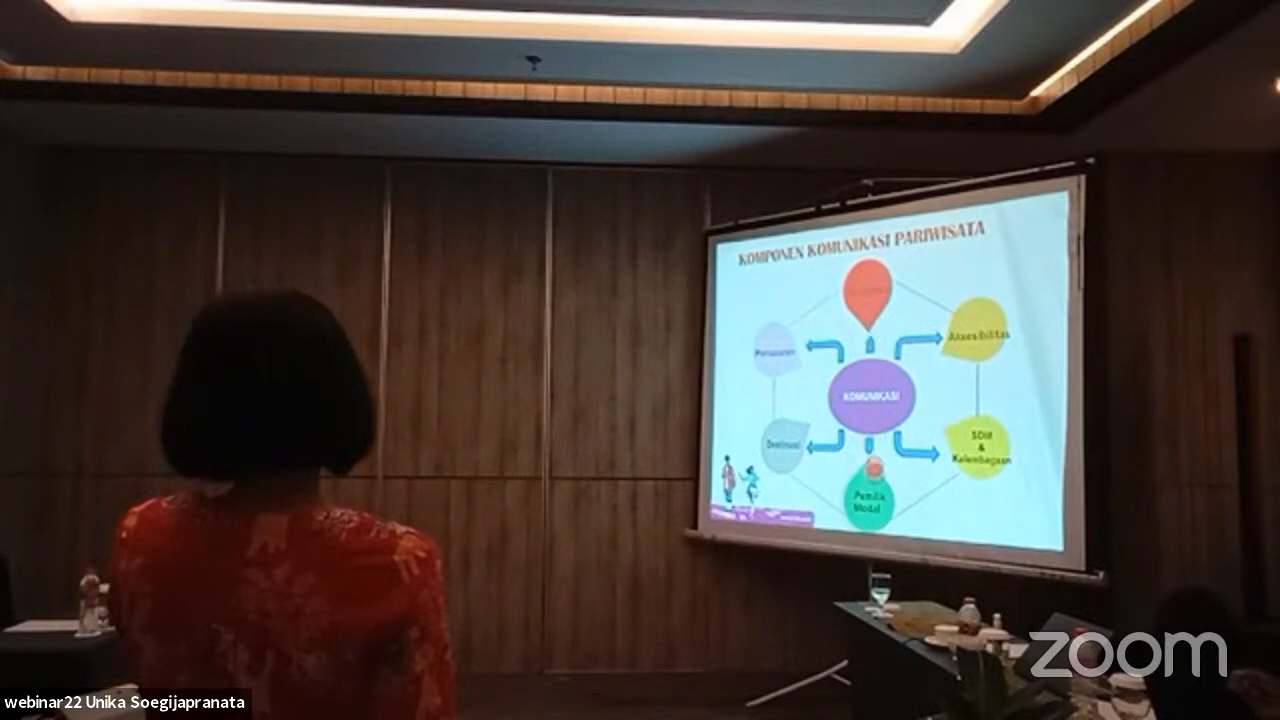 KOMPONEN KOMUNIKASI PARIWISATA
Aksesibilitas
Pemasaran
KOMUNIKASI
Destinasi
SDM
&
Kelembagaan
Pemilik
Modal
zoom
webinar22 Unika Soegijapranata